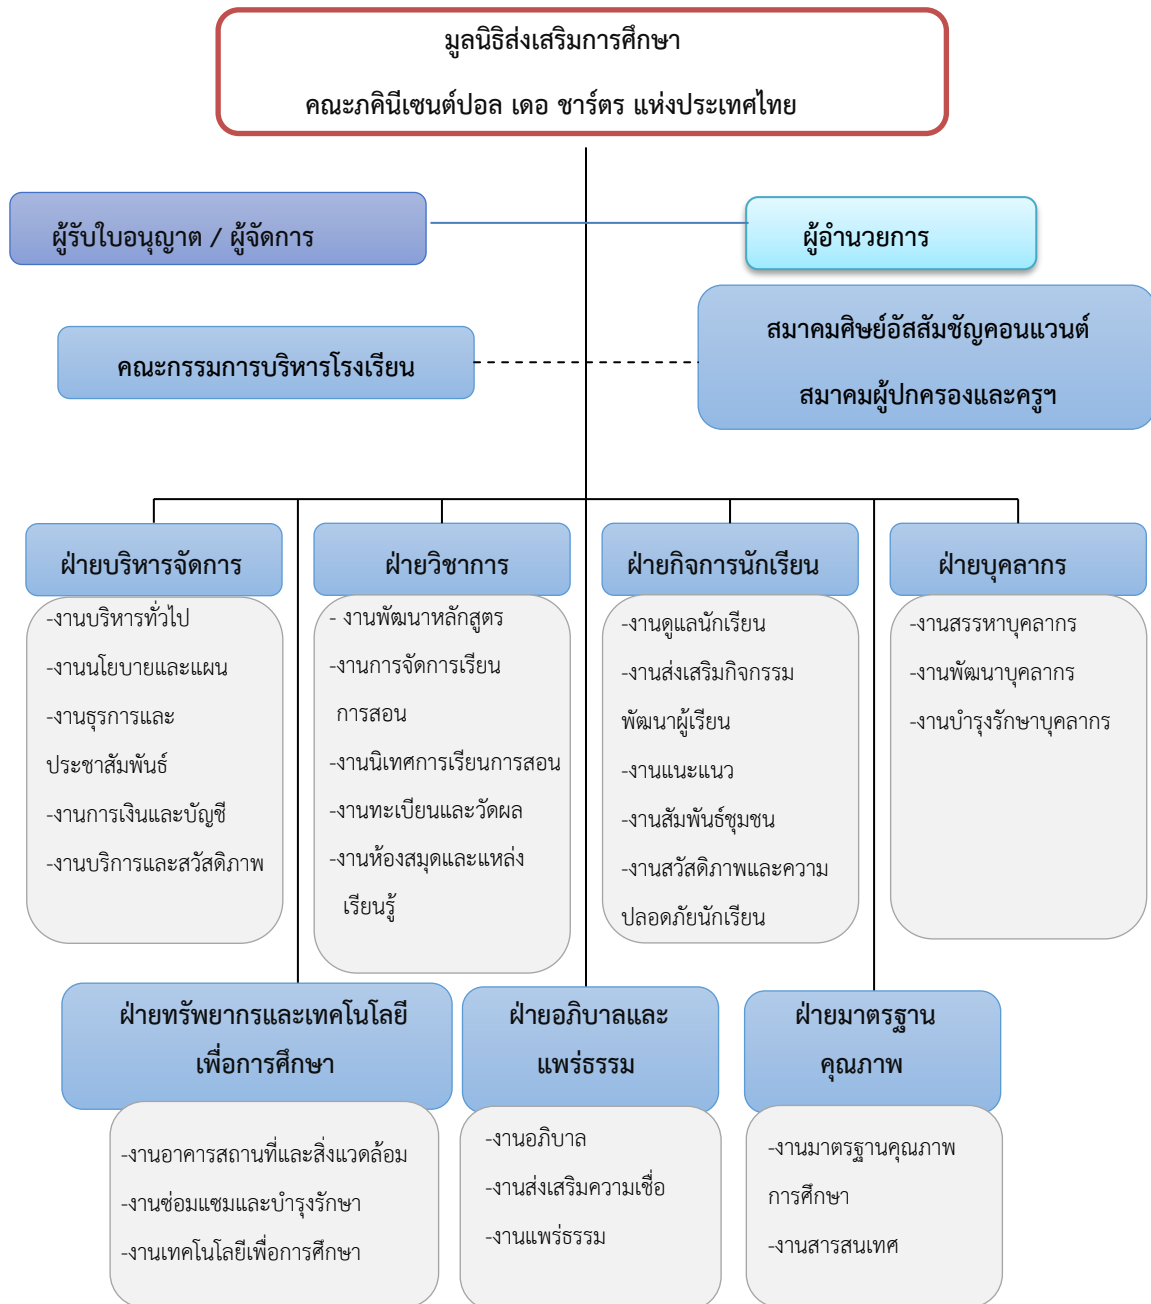 มูลนิธิส่งเสริมการศึกษา
คณะภคินีเซนต์ปอล เดอ ชาร์ตร แห่งประเทศไทย
ผู้รับใบอนุญาต / ผู้จัดการ
ผู้อำนวยการ
คณะกรรมการบริหารโรงเรียน
สมาคมศิษย์อัสสัมชัญคอนแวนต์
สมาคมผู้ปกครองและครูฯ
ฝ่ายบริหารจัดการ
-งานบริหารทั่วไป
-งานนโยบายและแผน
-งานธุรการและ
ประชาสัมพันธ์
-งานการเงินและบัญชี
-งานบริการและสวัสดิภาพ
ฝ่ายวิชาการ
- งานพัฒนาหลักสูตร
-งานการจัดการเรียน
การสอน
-งานนิเทศการเรียนการสอน
-งานทะเบียนและวัดผล
-งานห้องสมุดและแหล่ง
เรียนรู้
ฝ่ายกิจการนักเรียน
-งานดูแลนักเรียน
-งานส่งเสริมกิจกรรม
พัฒนาผู้เรียน
-งานแนะแนว
-งานสัมพันธ์ชุมชน
-งานสวัสดิภาพและความ
ปลอดภัยนักเรียน
ฝ่ายบุคลากร
-งานสรรหาบุคลากร
-งานพัฒนาบุคลากร
-งานบำรุงรักษาบุคลากร
ฝ่ายทรัพยากรและเทคโนโลยี
เพื่อการศึกษา
-งานอาคารสถานที่และสิ่งแวดล้อม
-งานซ่อมแซมและบำรุงรักษา
-งานเทคโนโลยีเพื่อการศึกษา
ฝ่ายอภิบาลและ
แพร่ธรรม
-งานอภิบาล
-งานส่งเสริมความเชื่อ
-งานแพร่ธรรม
ฝ่ายมาตรฐาน
คุณภาพ
-งานมาตรฐานคุณภาพ
การศึกษา
-งานสารสนเทศ